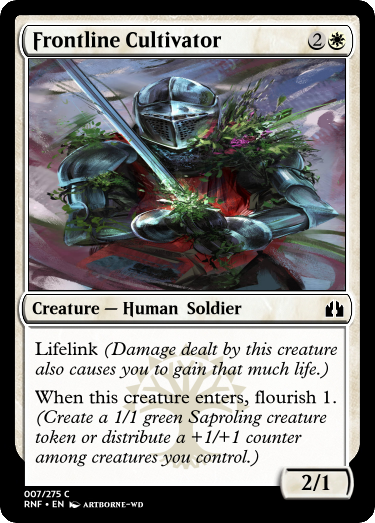 Frontline Cultivator 2
Creature — Human Soldier
Lifelink (Damage dealt by this creature
also causes you to gain that much life.)
When this creature enters, flourish 1.
(Create a 1/1 green Saproling creature
token or distribute a +1/+1 counter
among creatures you control.)
2/1
007/275 C
RNF • EN ARTBORNE-WD